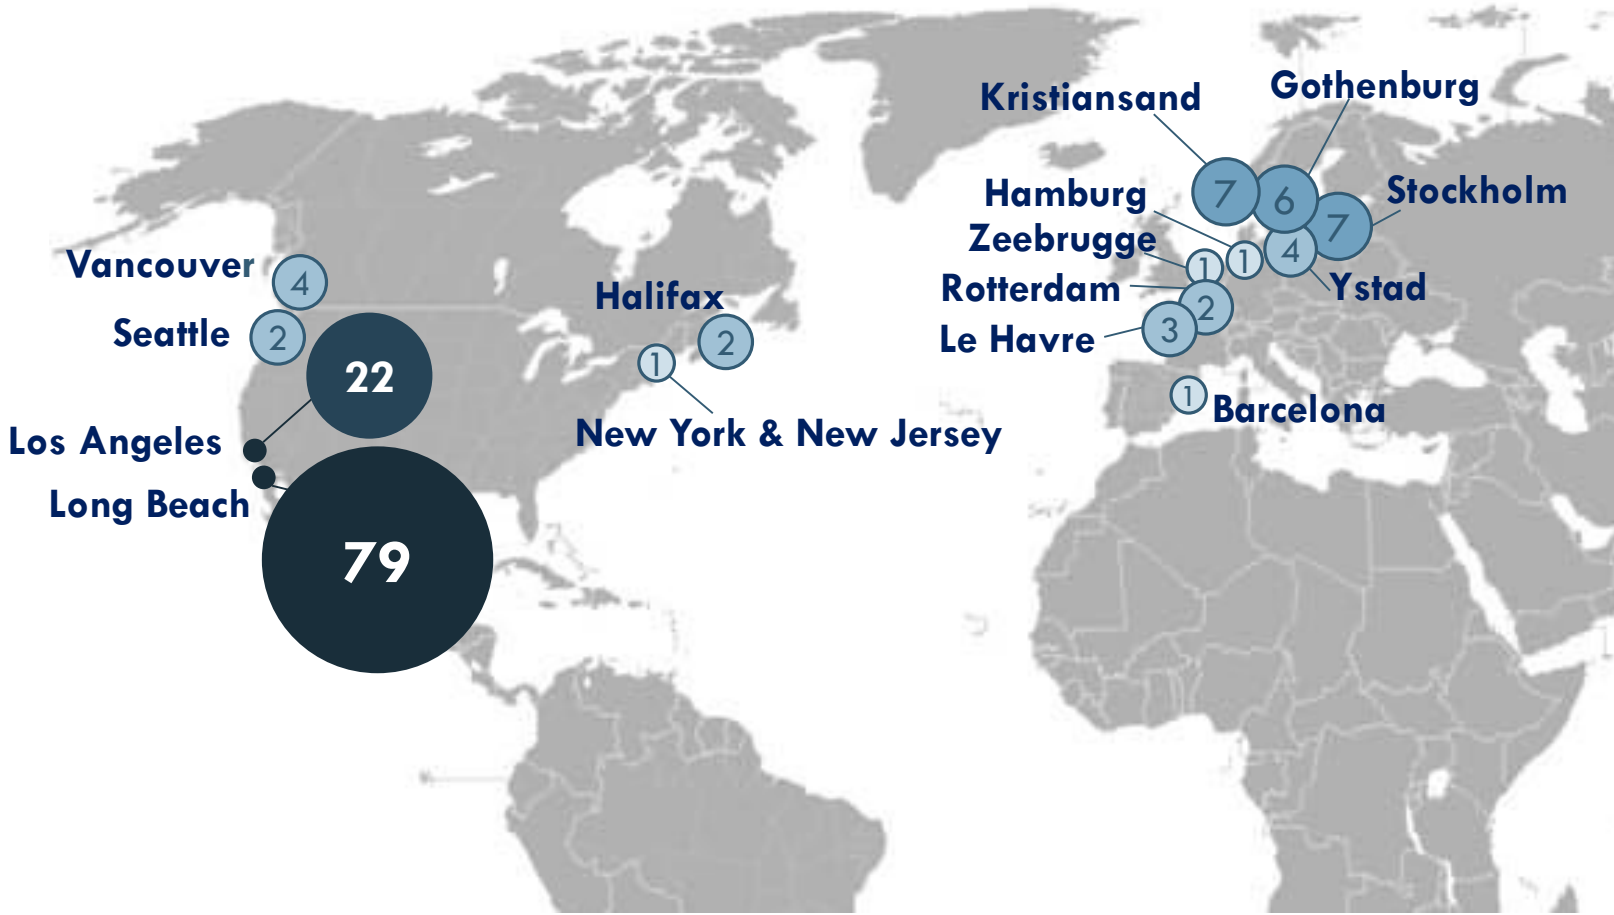 Vancouver
4
Seattle
2
22
Los Angeles
Long Beach
79
Halifax
2
1
New York & New Jersey
Kristiansand
7
Gothenburg
6
Stockholm
7
Hamburg
1
Zeebrugge
1
4
Ystad
Rotterdam
2
Le Havre
3
1
Barcelona